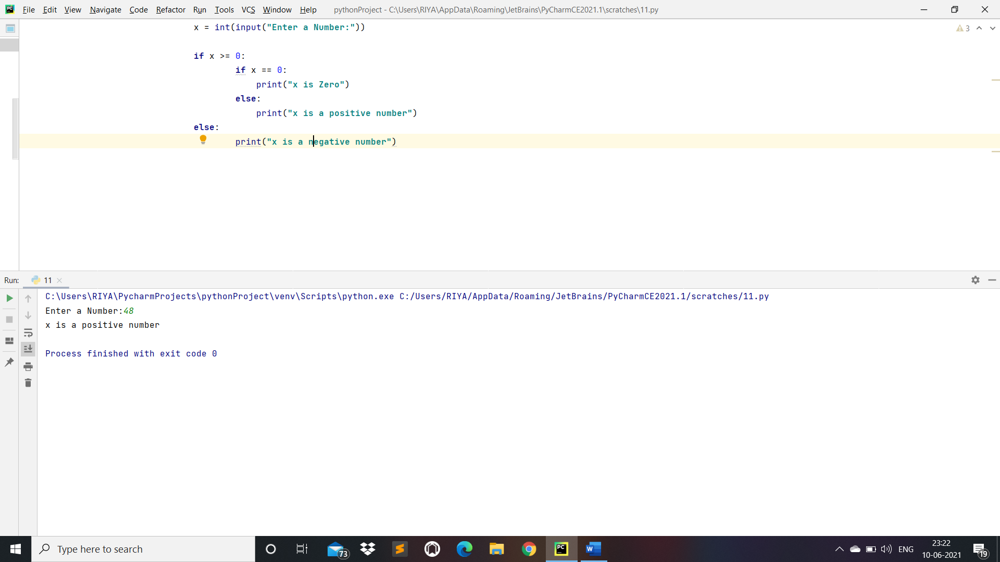 File Edit View Navigate Code Refactor Run Tools VCS Window Help pythonProject - C:\Users\RIYA\AppData\Roaming\JetBrains\PyCharmCE2021.1\scratches\11.py
x = int(input("Enter a Number:"))
3
if x >= 0:
if x == 0:
print("x is Zero")
else:
print("x is a positive number")
else:
print("x is a negative number")
Run: 11
C:\Users\RIYA\PycharmProjects\pythonProject\venv\Scripts\python.exe C:/Users/RIYA/AppData/Roaming/JetBrains/PyCharmCE2021.1/scratches/11.py
Enter a Number:48
x is a positive number
Process finished with exit code 0
Type here to search
73
PC
W
ENG
23:22
10-06-2021
19